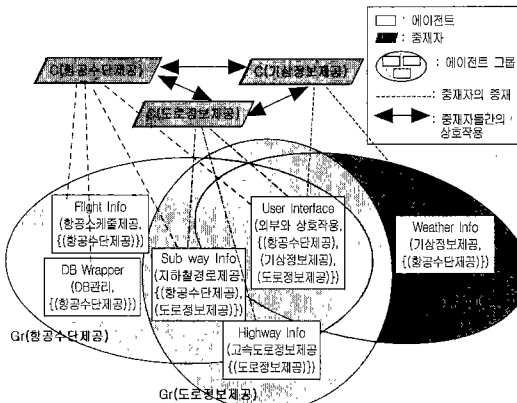 : 에이전트
: 중재자
: 에이전트 그룹
: 중재자의 중재
: 중재자들간의
상호작용
C(항공수단제공)
C(기상정보제공)
C(도로정보제공)
Flight Info
(항공스케줄제공,
{(항공수단제공)})
DB Wrapper
(DB관리,
{(항공수단제공)})
Sub way Info
(지하철경로제공,
{(항공수단제공),
(도로정보제공)})
User Interface
(외부와 상호작용,
{(항공수단제공),
(기상정보제공),
(도로정보제공)})
Weather Info
(기상정보제공,
{(항공수단제공)})
Highway Info
(고속도로정보제공
{(도로정보제공)})
Gr(항공수단제공)
Gr(도로정보제공)